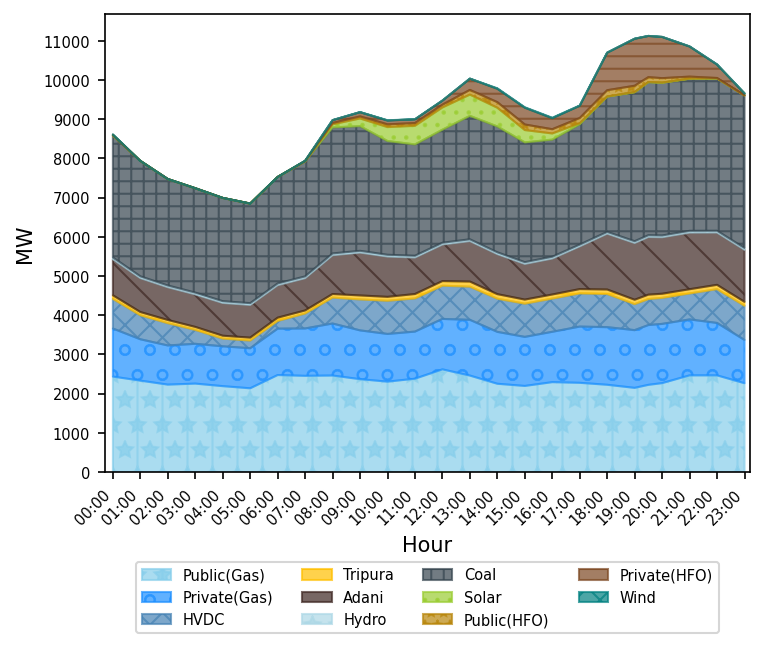 11000
10000
9000
8000
7000
6000
5000
4000
3000
2000
1000
0
MW
00:00 01:00 02:00 03:00 04:00 05:00 06:00 07:00 08:00 09:00 10:00 11:00 12:00 13:00 14:00 15:00 16:00 17:00 18:00 19:00 20:00 21:00 22:00 23:00
Hour
Public(Gas) Tripura Coal Private(HFO)
Private(Gas) Adani Solar Wind
HVDC Hydro Public(HFO)